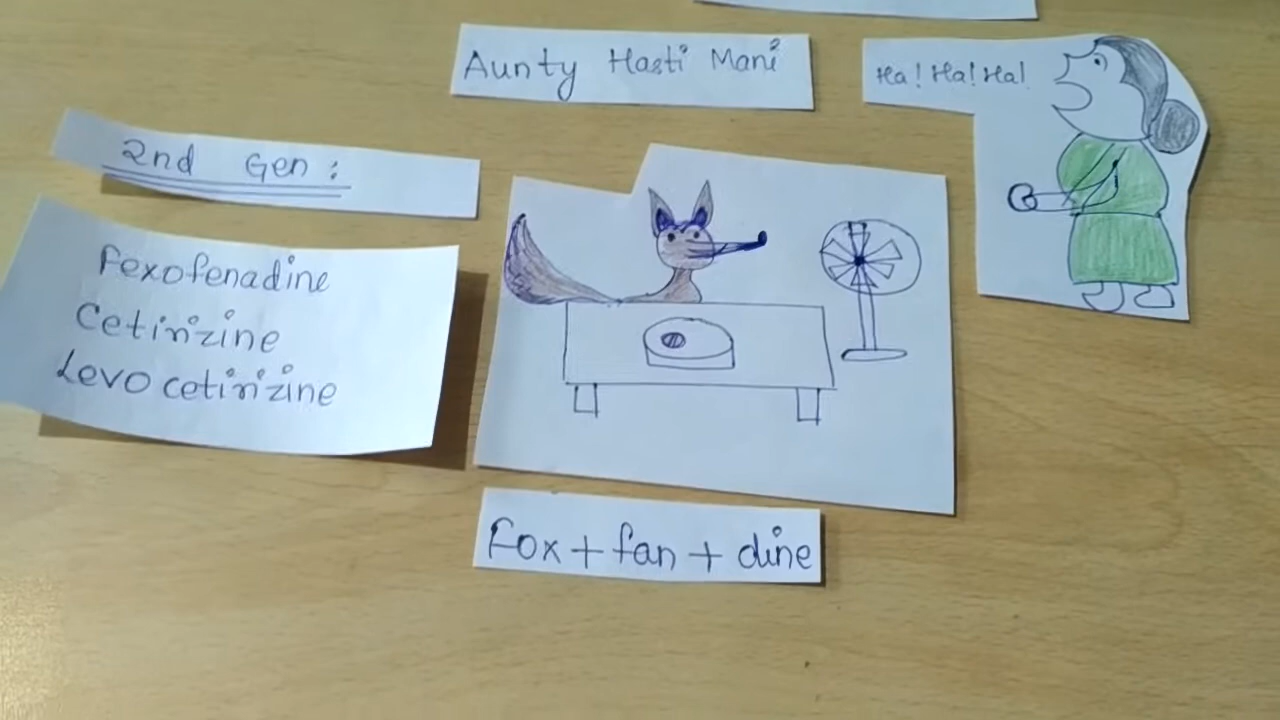 Aunty Hasti Mani
Ha! Ha! Ha!
2nd Gen:
Fexofenadine
Cetirizine
Levocetirizine
Fox + fan + dine